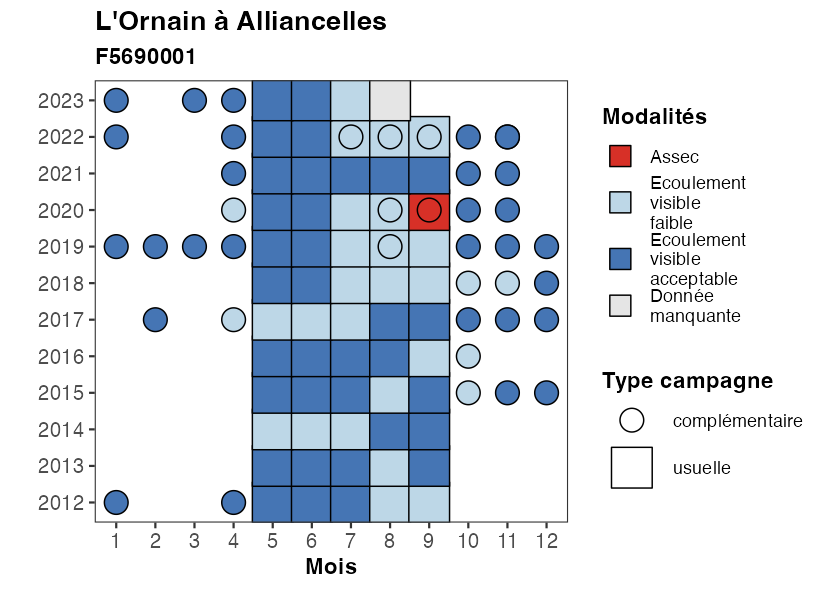 L'Ornain à Alliancelles
F5690001
2023
2022
2021
2020
2019
2018
2017
2016
2015
2014
2013
2012
1 2 3 4 5 6 7 8 9 10 11 12
Mois
Modalités
Assec
Ecoulement
visible
faible
Ecoulement
visible
acceptable
Donnée
manquante
Type campagne
complémentaire
usuelle